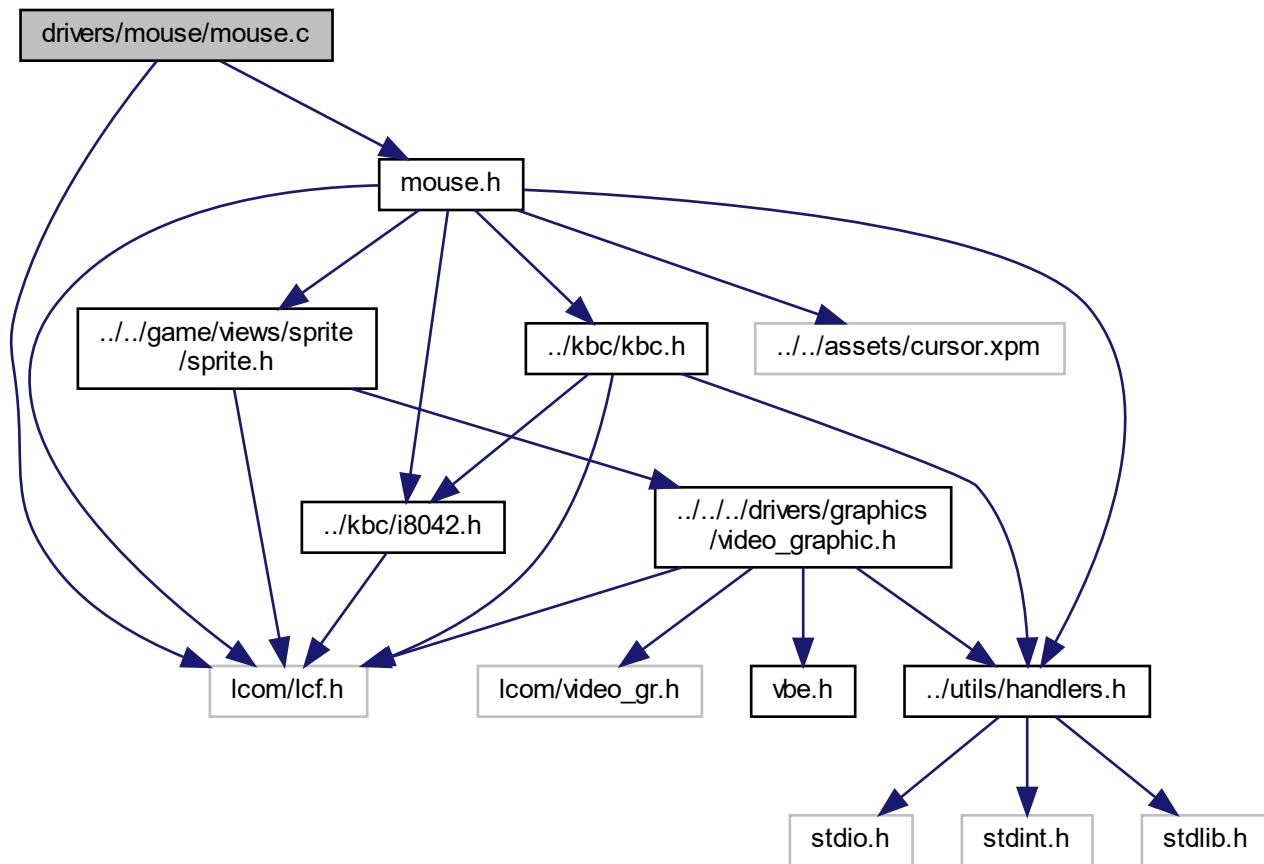 drivers/mouse/mouse.c
mouse.h
../../game/views/sprite
/sprite.h
../kbc/kbc.h
../../assets/cursor.xpm
../kbc/i8042.h
../../../drivers/graphics
/video_graphic.h
lcom/lcf.h
lcom/video_gr.h
vbe.h
../utils/handlers.h
stdio.h
stdint.h
stdlib.h